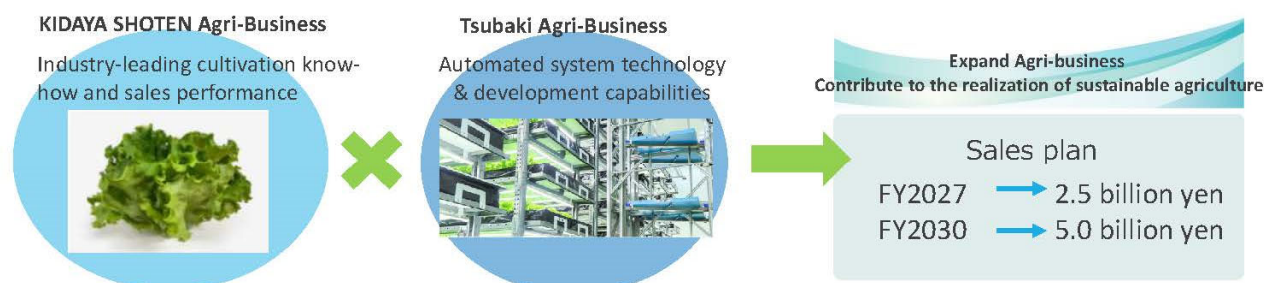 KIDAYA SHOTEN Agri-Business
Industry-leading cultivation know-
how and sales performance
Tsubaki Agri-Business
Automated system technology
& development capabilities
Expand Agri-business
Contribute to the realization of sustainable agriculture
Sales plan
FY2027 → 2.5 billion yen
FY2030 → 5.0 billion yen